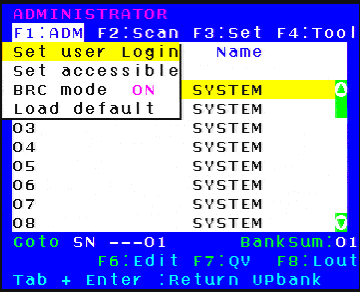 ADMINISTRATOR
F1:ADM F2:Scan F3:Set F4:Tool
Set user Login Name
Set accessible
BRC mode ON SYSTEM
Load default SYSTEM
03 SYSTEM
04 SYSTEM
05 SYSTEM
06 SYSTEM
07 SYSTEM
08 SYSTEM
Goto SN ---01 BankSum:01
F6:Edit F7:QV F8:Lout
Tab + Enter :Return UPbank